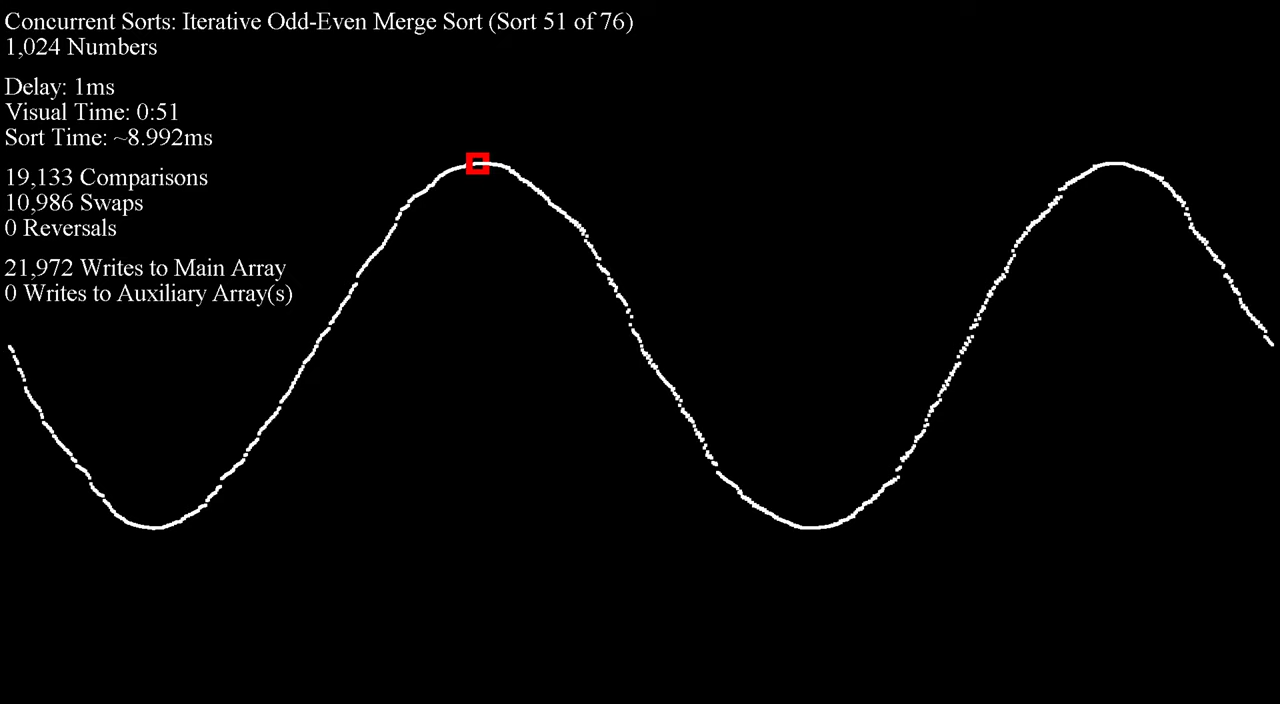 Concurrent Sorts: Iterative Odd-Even Merge Sort (Sort 51 of 76)
1,024 Numbers
Delay: 1ms
Visual Time: 0:51
Sort Time: ~8.992ms
19,133 Comparisons
10,986 Swaps
0 Reversals
21,972 Writes to Main Array
0 Writes to Auxiliary Array(s)